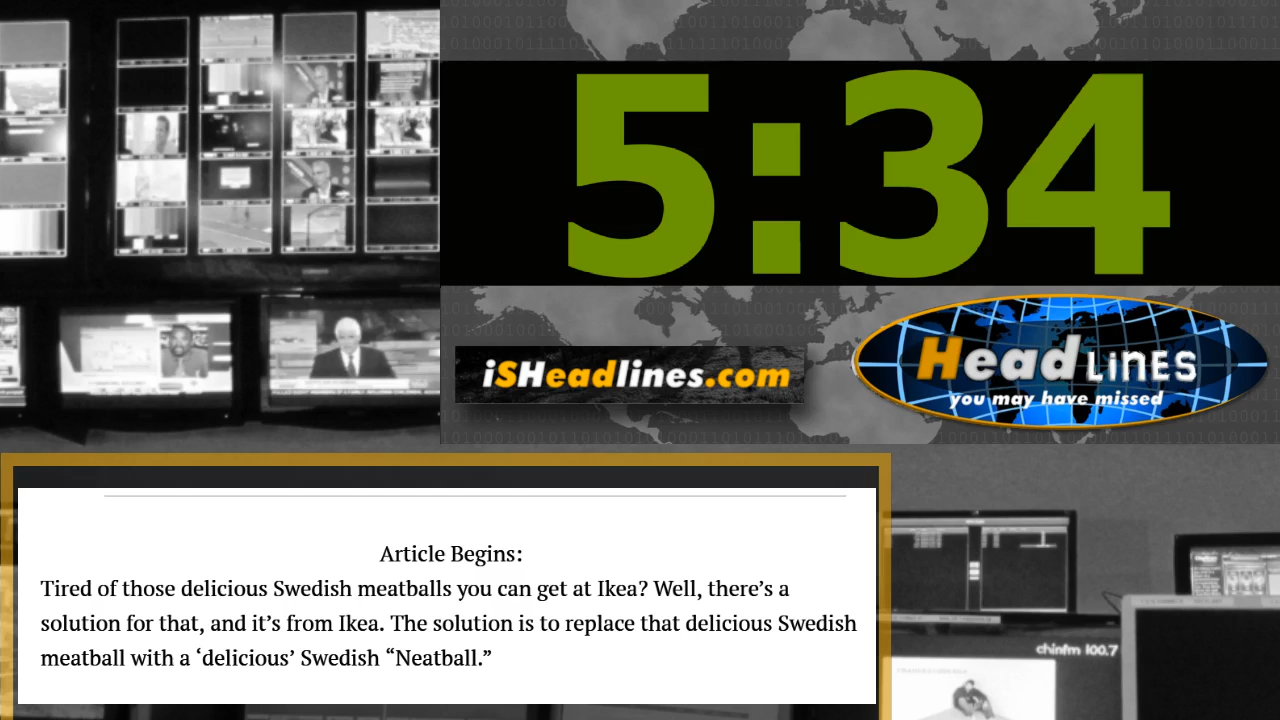 5:34
iSHeadlines.com
HeadLINES
you may have missed
Article Begins:
Tired of those delicious Swedish meatballs you can get at Ikea? Well, there’s a
solution for that, and it’s from Ikea. The solution is to replace that delicious Swedish
meatball with a ‘delicious’ Swedish “Neatball.”
chinfm 100.7